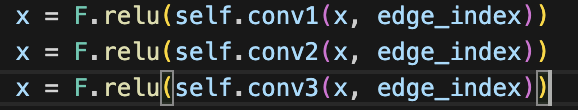 x = F.relu(self.conv1(x, edge_index))
x = F.relu(self.conv2(x, edge_index))
x = F.relu(self.conv3(x, edge_index))